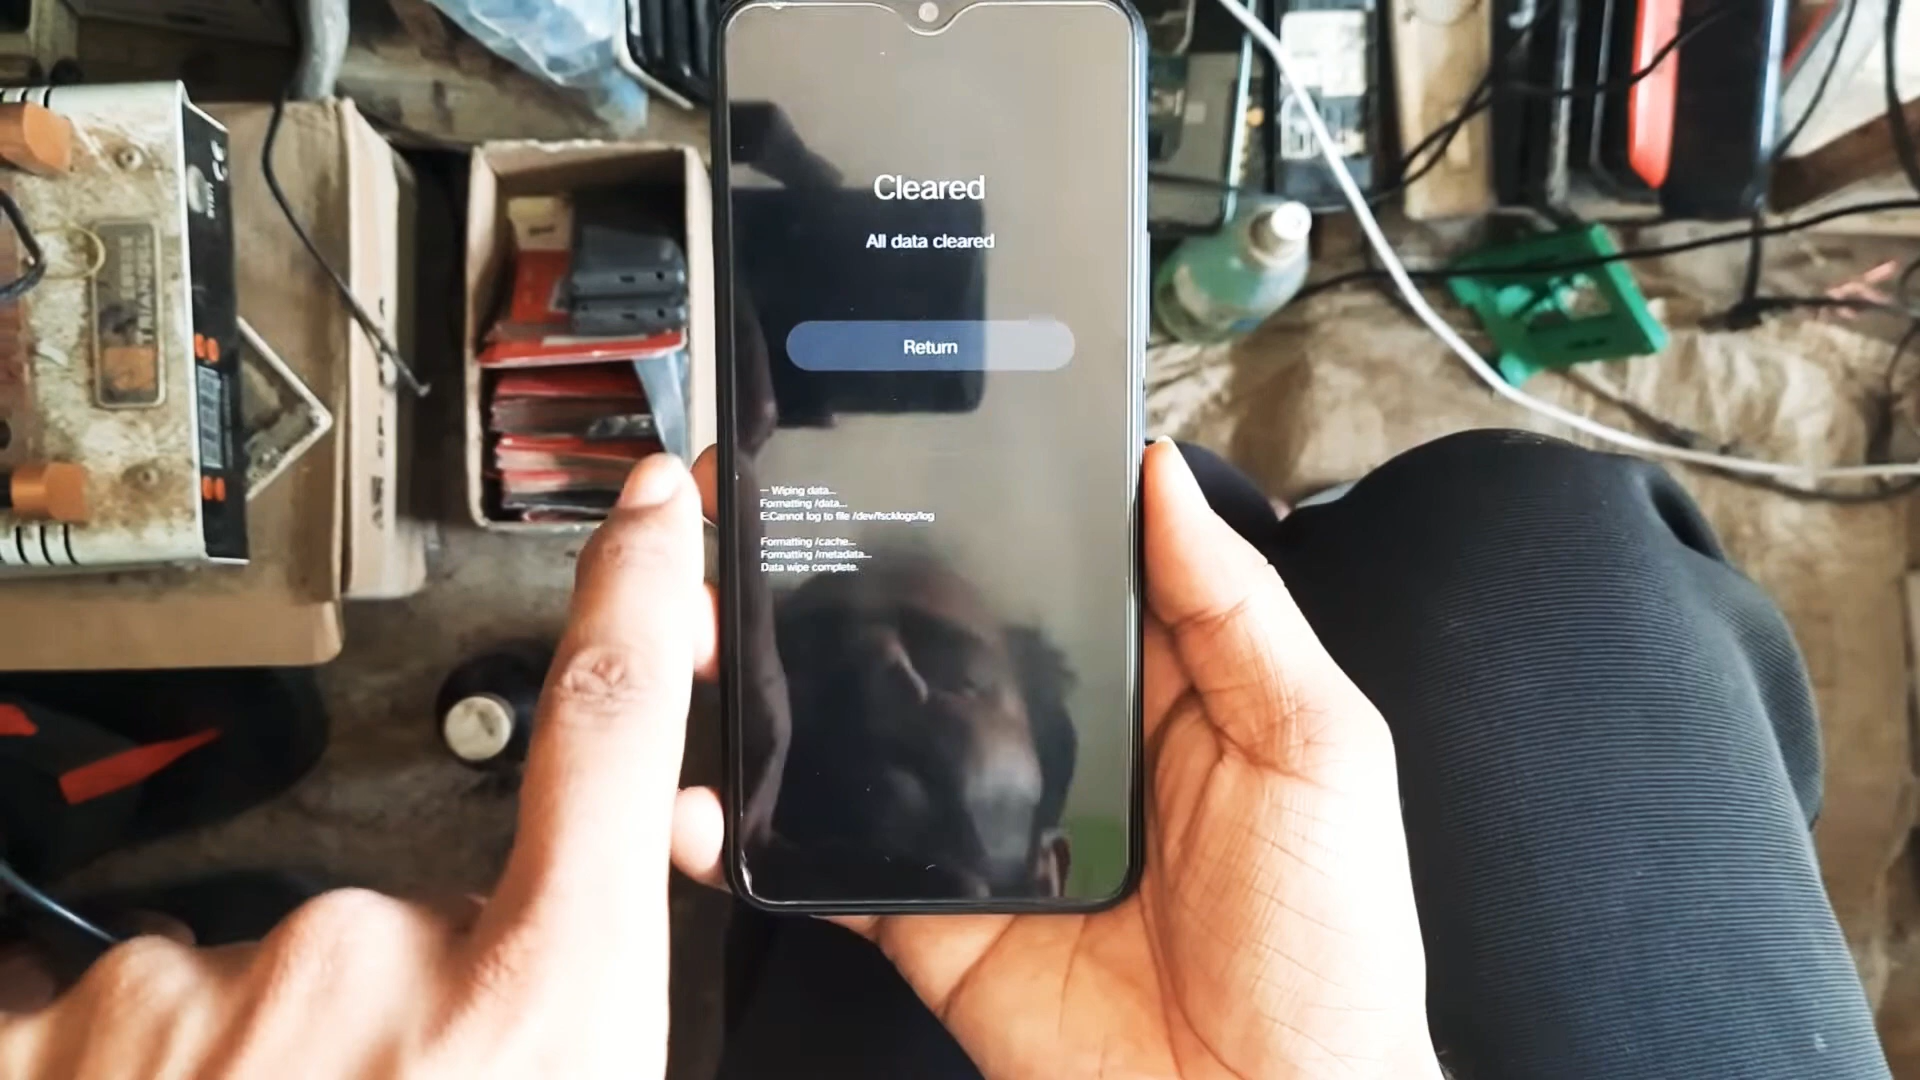 Cleared
All data cleared
Return
-- Wiping data...
Formatting /data...
E:Cannot log to file /dev/fscklogs/log
Formatting /cache...
Formatting /metadata...
Data wipe complete.
TRIANGEL